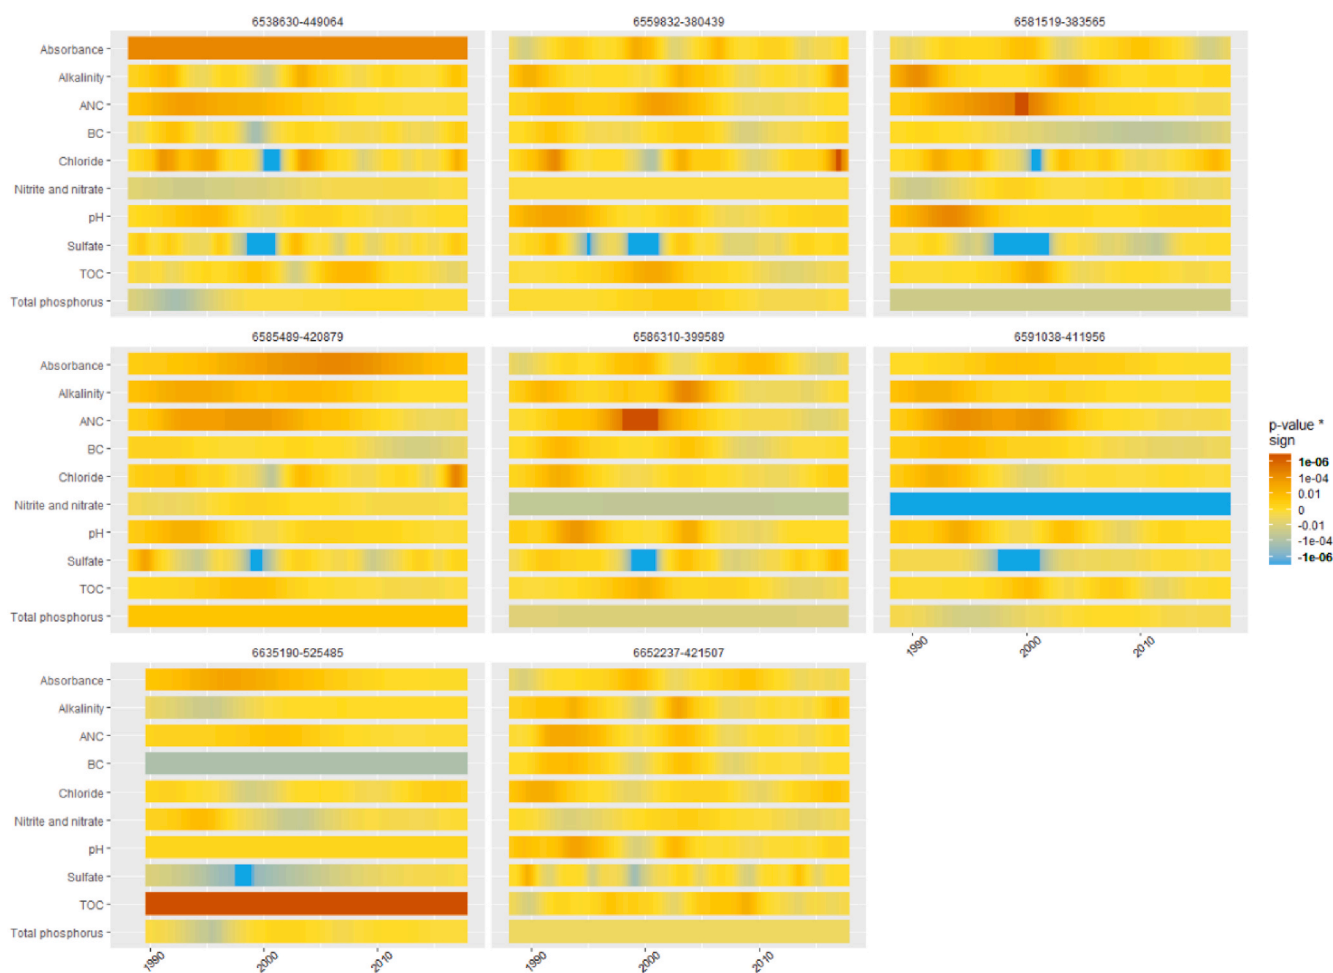 6538630-449064 6559832-380439 6581519-383565
Absorbance
Alkalinity
ANC
BC
Chloride
Nitrite and nitrate
pH
Sulfate
TOC
Total phosphorus
6585489-420879 6586310-399589 6591038-411956
Absorbance
Alkalinity
ANC
BC
Chloride
Nitrite and nitrate
pH
Sulfate
TOC
Total phosphorus
1990 2000 2010
6635190-525485 6652237-421507
Absorbance
Alkalinity
ANC
BC
Chloride
Nitrite and nitrate
pH
Sulfate
TOC
Total phosphorus
1990 2000 2010 1990 2000 2010
p-value *
sign
1e-06
1e-04
0.01
0
-0.01
-1e-04
-1e-06